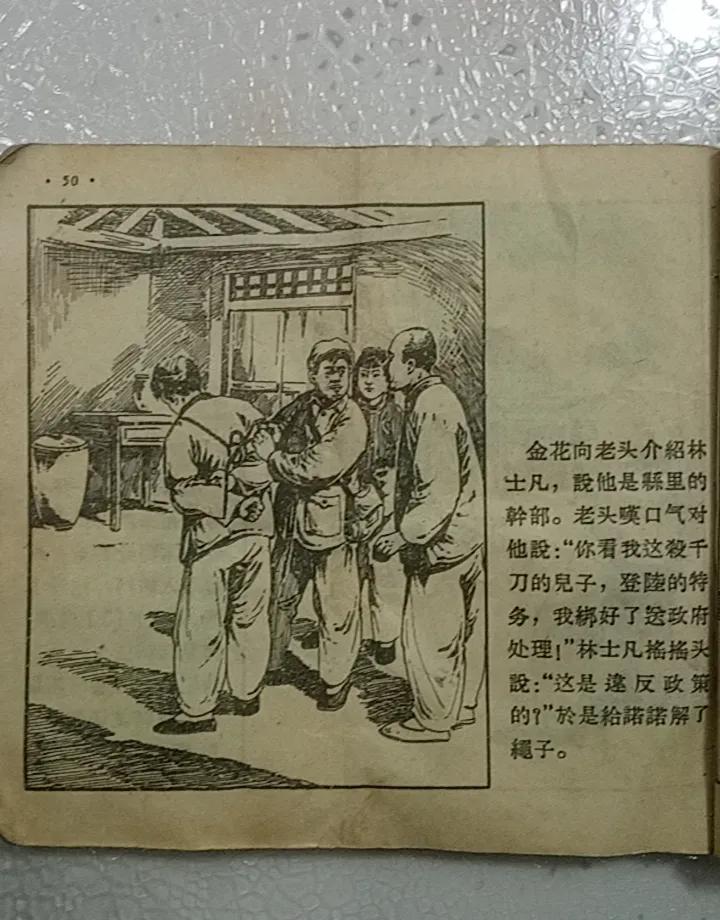 • 50 •
金花向老头介紹林
士凡，說他是縣里的
幹部。老头嘆口气对
他說：“你看我这殺千
刀的兒子，登陸的特
务，我綁好了送政府
处理！”林士凡搖搖头
說：“这是違反政策
的？”於是給諾諾解了
繩子。